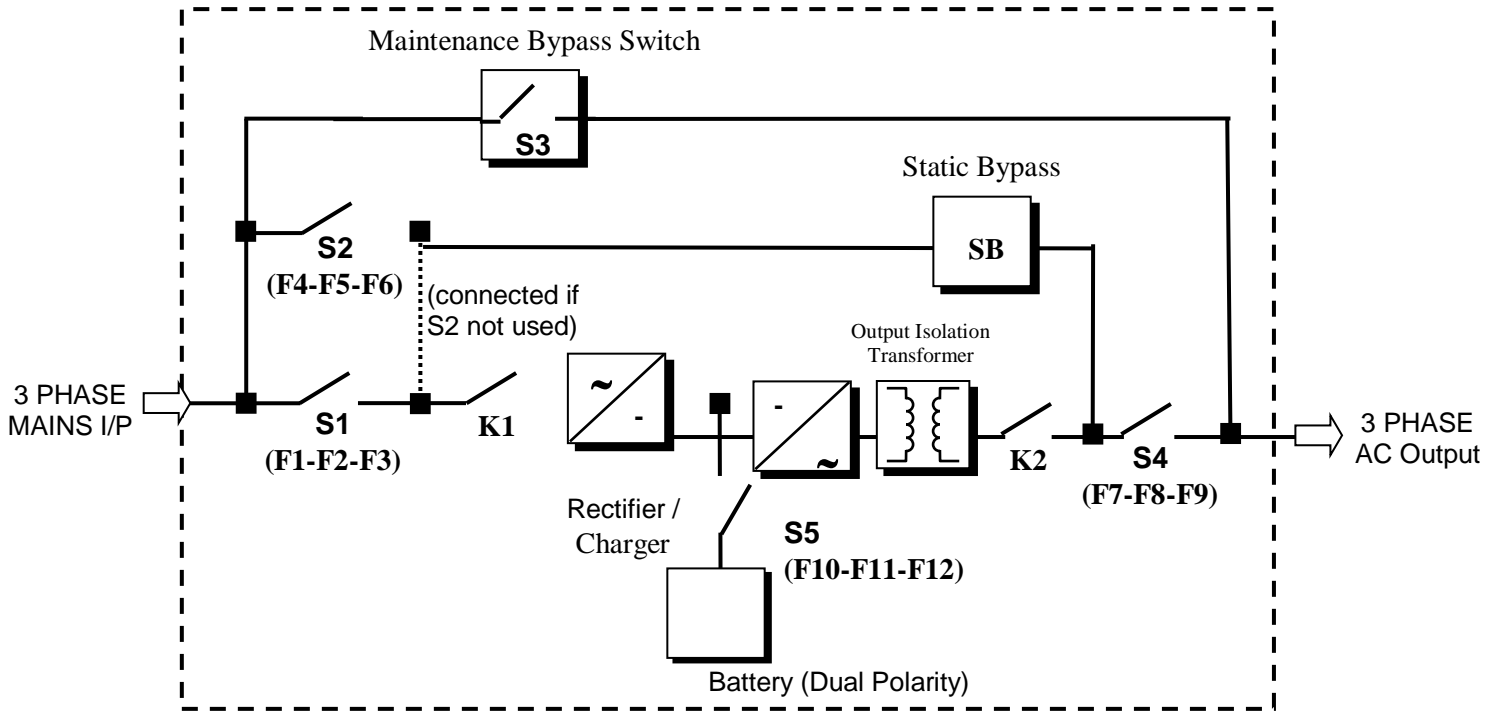 Maintenance Bypass Switch
S3
Static Bypass
SB
S2
(F4-F5-F6)
(connected if
S2 not used)
Output Isolation
Transformer
3 PHASE
MAINS I/P
S1
(F1-F2-F3)
K1
~
-
-
~
K2
S4
(F7-F8-F9)
3 PHASE
AC Output
Rectifier /
Charger
S5
(F10-F11-F12)
Battery (Dual Polarity)